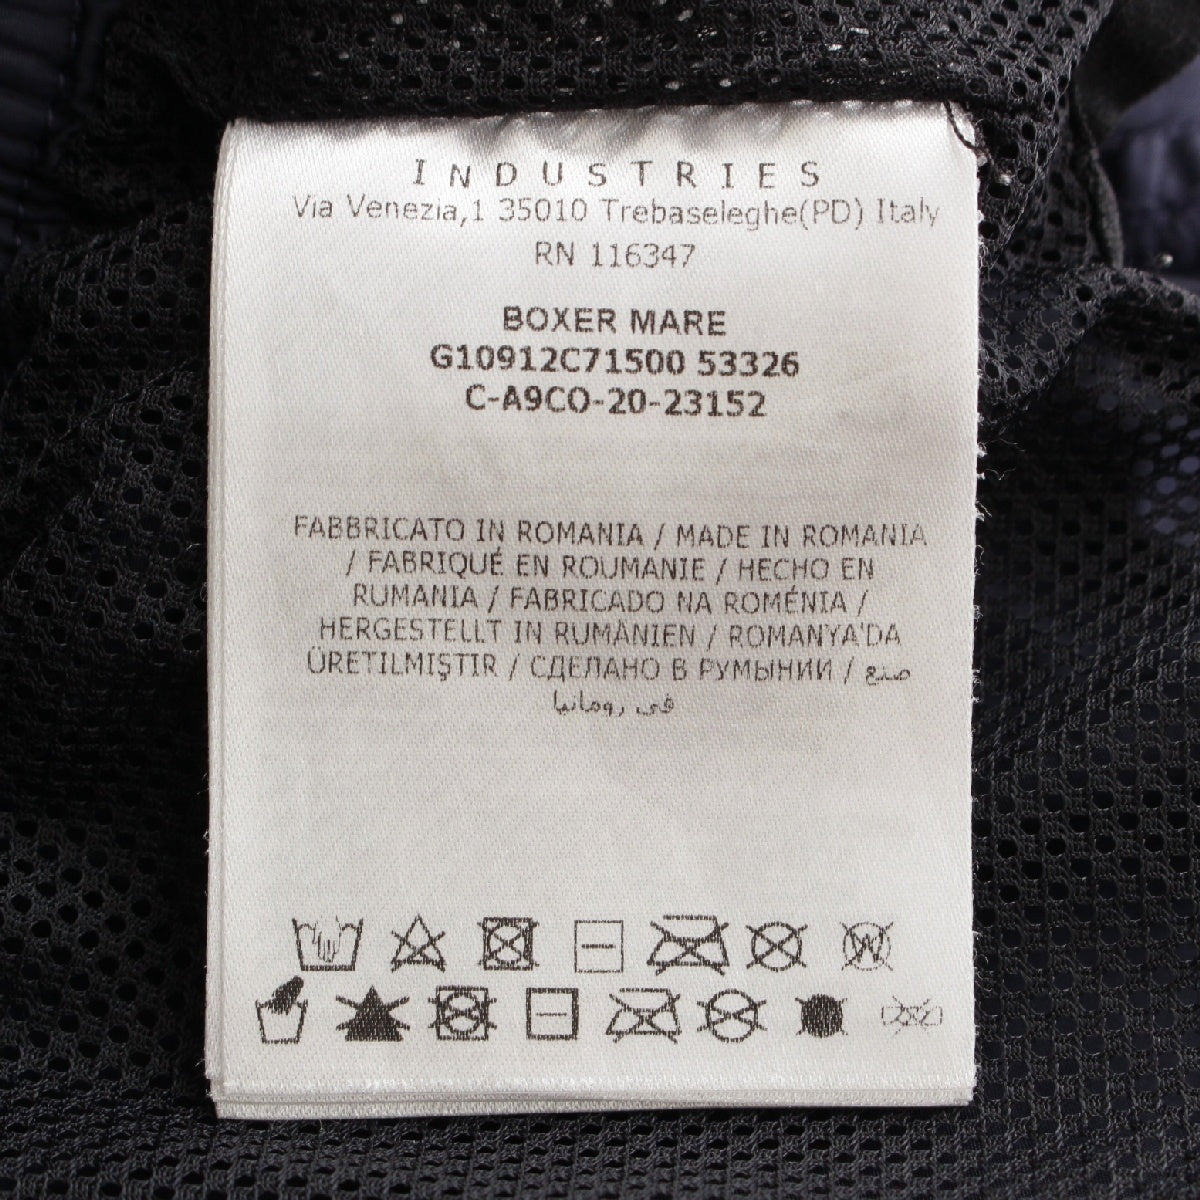 INDUSTRIES
Via Venezia,1 35010 Trebaseleghe(PD) Italy
RN 116347
BOXER MARE
G10912C71500 53326
C-A9CO-20-23152
FABBRICATO IN ROMANIA / MADE IN ROMANIA
/ FABRIQUÉ EN ROUMANIE / HECHO EN
RUMANIA / FABRICADO NA ROMÉNIA /
HERGESTELLT IN RUMÄNIEN / ROMANYA'DA
ÜRETILMIŞTIR / СДЕЛАНО В РУМЫНИИ / صنع
في رومانيا
W